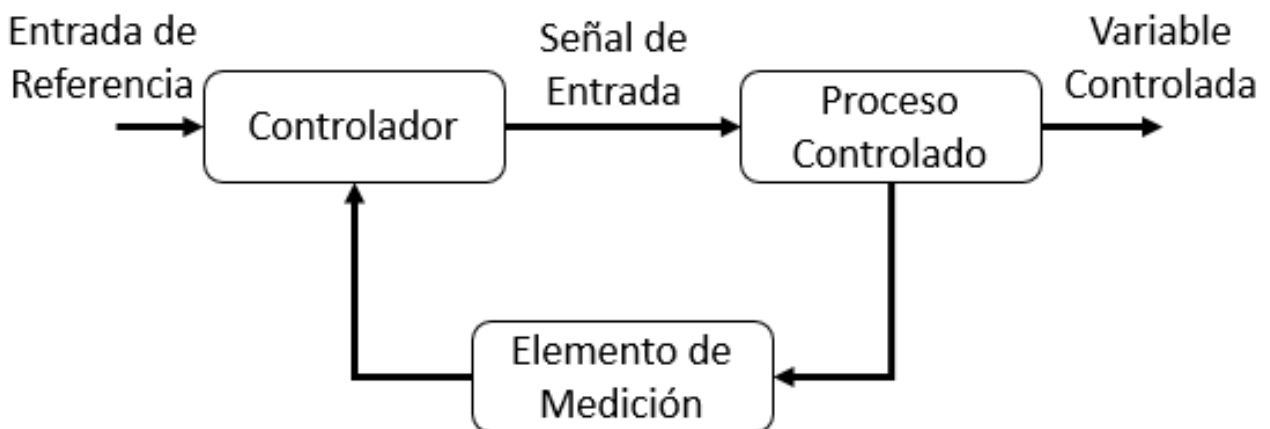 Entrada de
Referencia
Controlador
Señal de
Entrada
Proceso
Controlado
Variable
Controlada
Elemento de
Medición